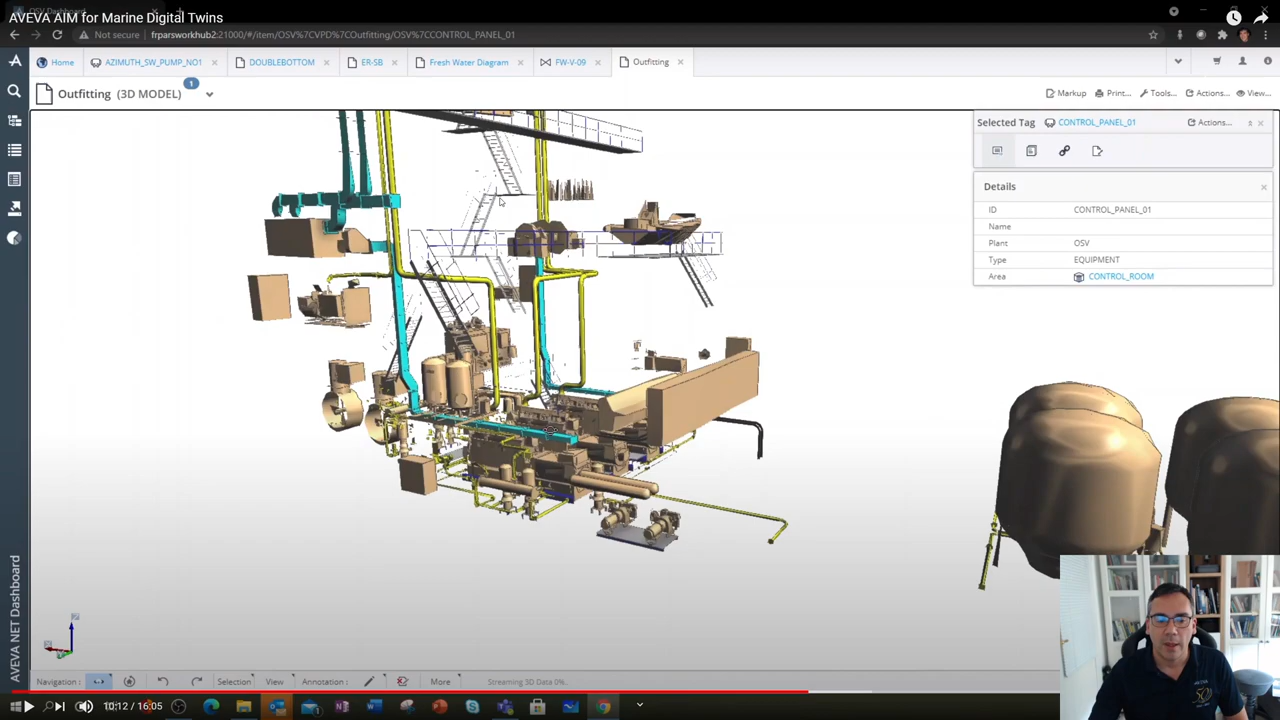 AVEVA AIM for Marine Digital Twins
Not secure frparsworkhub2:21000/#/item/OSV%7CVPD%7COutfitting/OSV%7CCONTROL_PANEL_01
Home AZIMUTH_SW_PUMP_NO1 DOUBLEBOTTOM ER-SB Fresh Water Diagram FW-V-09 Outfitting
Outfitting (3D MODEL) 1
Markup Print... Tools... Actions... View...
Selected Tag CONTROL_PANEL_01 Actions...
Details
ID CONTROL_PANEL_01
Name
Plant OSV
Type EQUIPMENT
Area CONTROL_ROOM
AVEVA NET Dashboard
Navigation : Selection View Annotation : More Streaming 3D Data 0%.
10:12 / 16:05